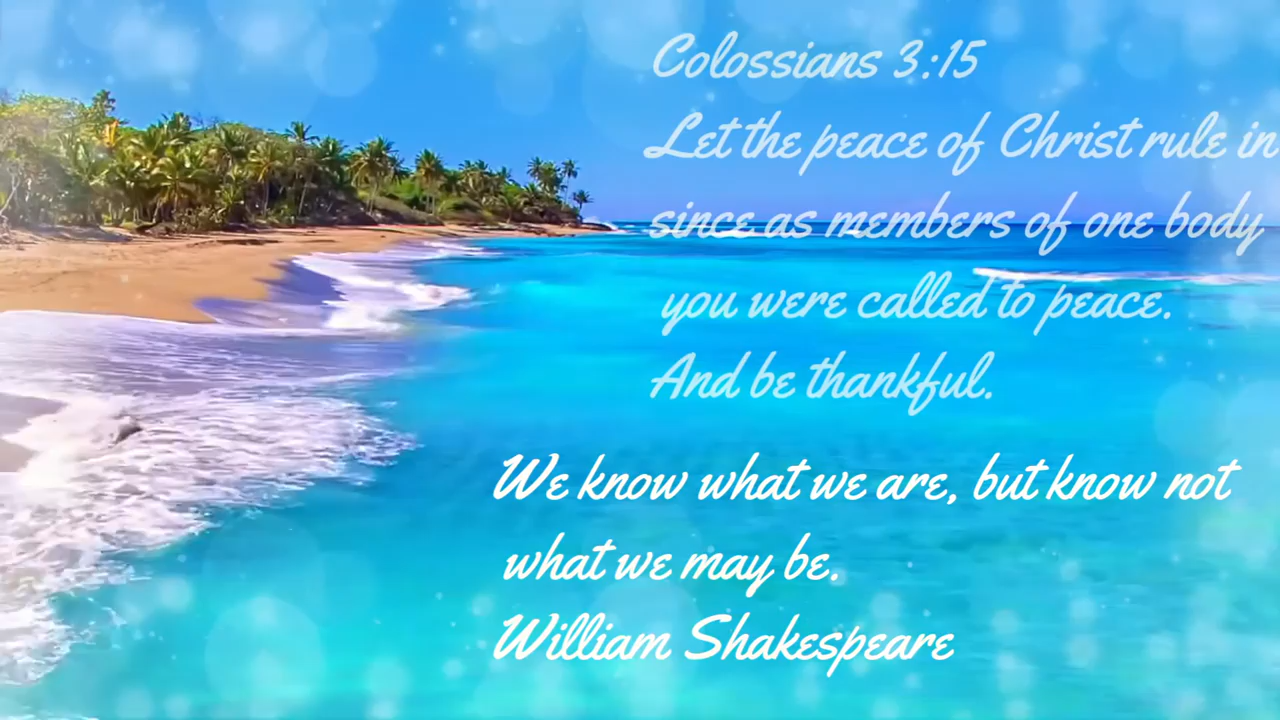 Colossians 3:15
Let the peace of Christ rule in
since as members of one body
you were called to peace.
And be thankful.
We know what we are, but know not
what we may be.
William Shakespeare